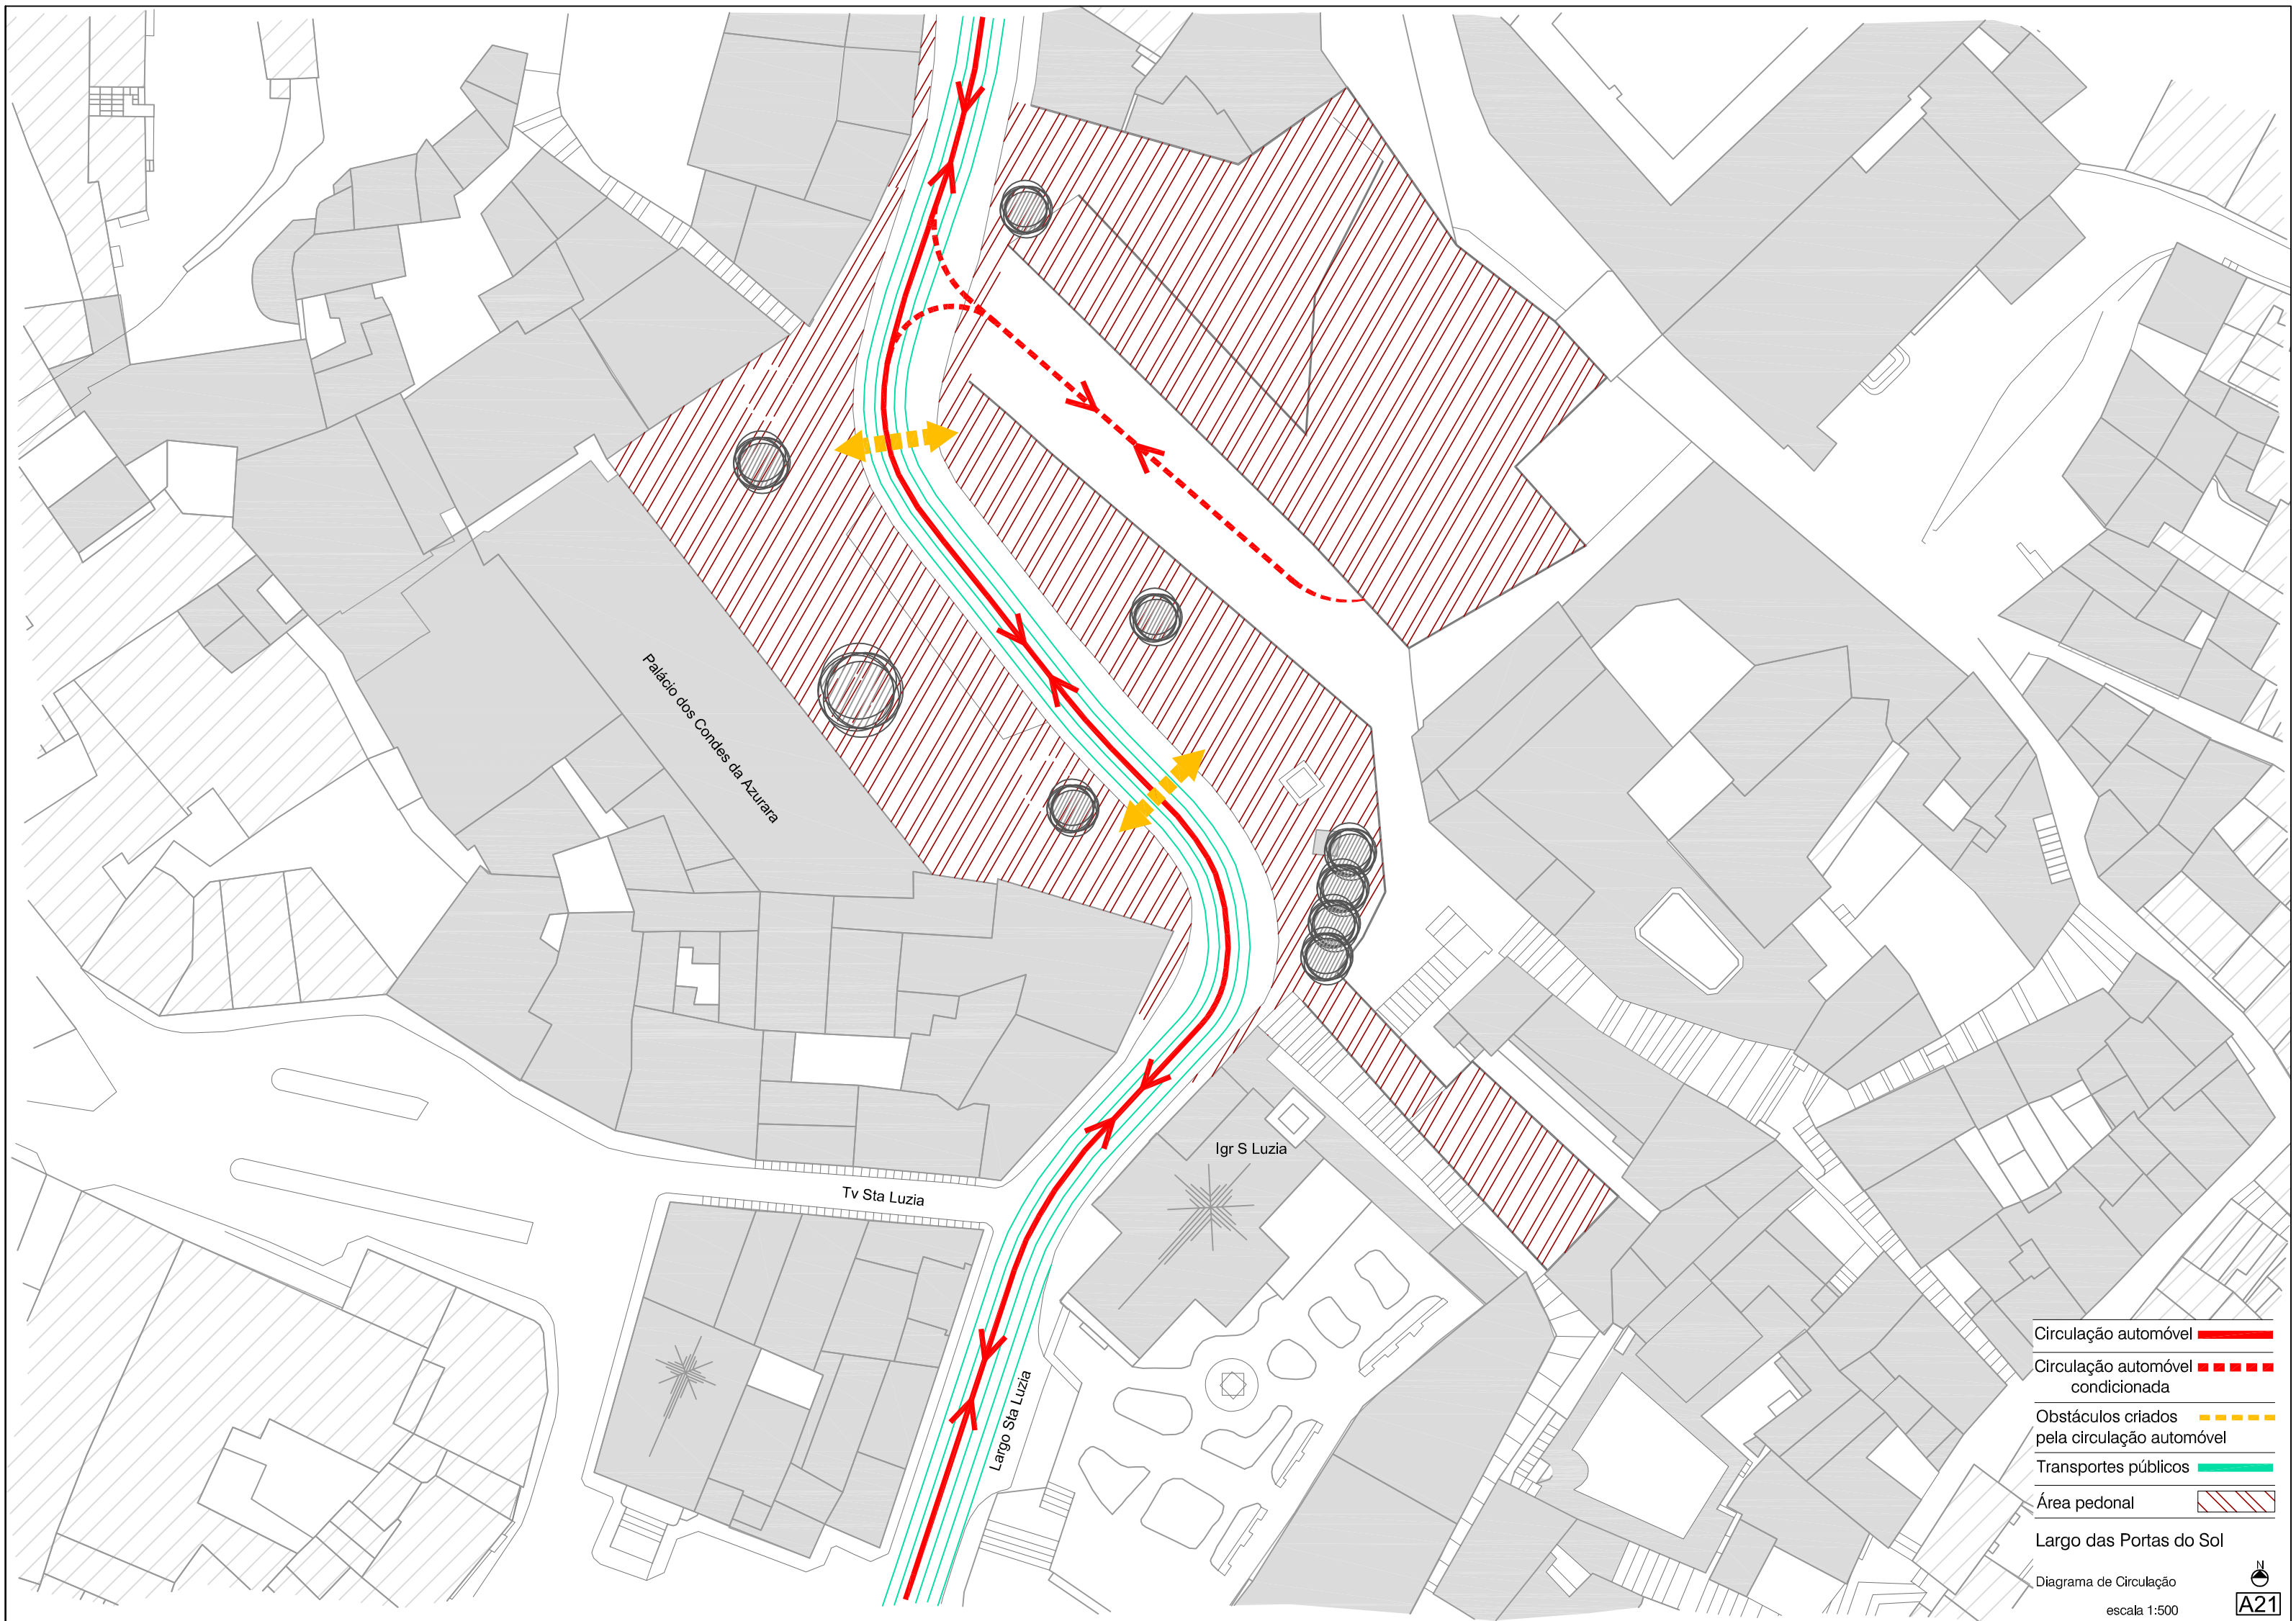 Palácio dos Condes da Azurara
Igr S Luzia
Tv Sta Luzia
Largo Sta Luzia
Circulação automóvel
Circulação automóvel
condicionada
Obstáculos criados
pela circulação automóvel
Transportes públicos
Área pedonal
Largo das Portas do Sol
N
Diagrama de Circulação
escala 1:500
A21